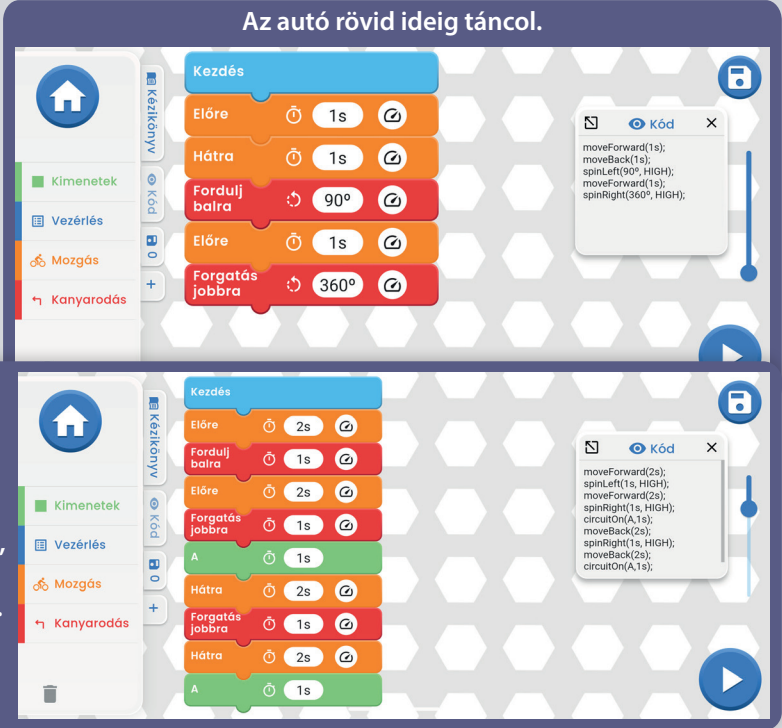 Az autó rövid ideig táncol.
Kimenetek
Vezérlés
Mozgás
Kanyarodás
Kézikönyv
Kód
0
+
Kezdés
Előre 1s
Hátra 1s
Fordulj
balra 90º
Előre 1s
Forgatás
jobbra 360º
Kód
moveForward(1s);
moveBack(1s);
spinLeft(90º, HIGH);
moveForward(1s);
spinRight(360º, HIGH);
Kimenetek
Vezérlés
Mozgás
Kanyarodás
Kézikönyv
Kód
0
+
Kezdés
Előre 2s
Fordulj
balra 1s
Előre 2s
Forgatás
jobbra 1s
A 1s
Hátra 2s
Forgatás
jobbra 1s
Hátra 2s
A 1s
Kód
moveForward(2s);
spinLeft(1s, HIGH);
moveForward(2s);
spinRight(1s, HIGH);
circuitOn(A,1s);
moveBack(2s);
spinRight(1s, HIGH);
moveBack(2s);
circuitOn(A,1s);